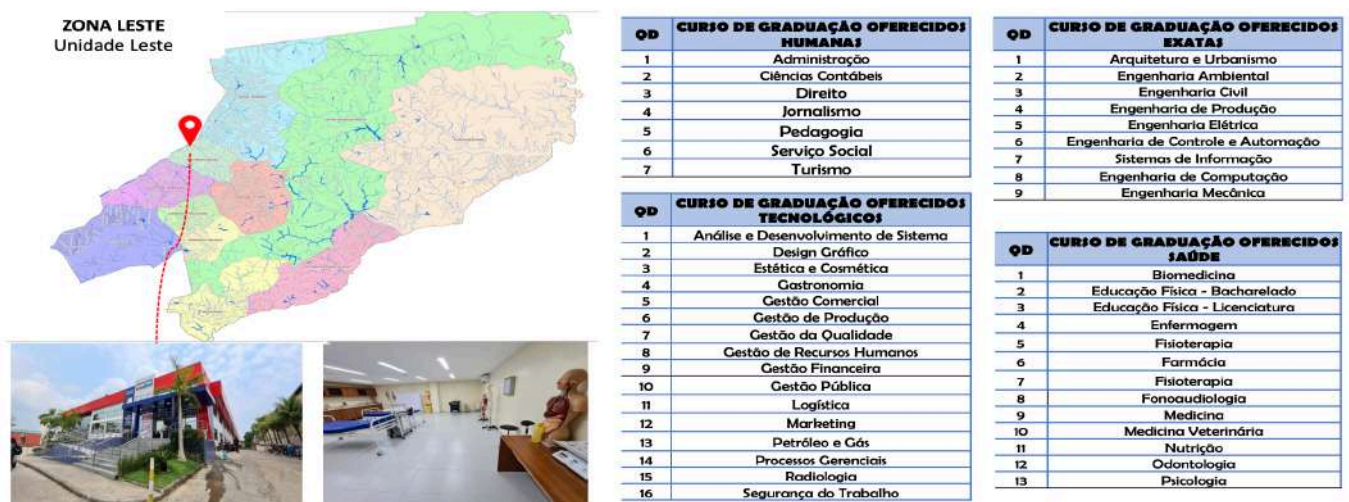 ZONA LESTE
Unidade Leste
QD CURSO DE GRADUAÇÃO OFERECIDOS HUMANAS
1 Administração
2 Ciências Contábeis
3 Direito
4 Jornalismo
5 Pedagogia
6 Serviço Social
7 Turismo
QD CURSO DE GRADUAÇÃO OFERECIDOS TECNOLÓGICOS
1 Análise e Desenvolvimento de Sistema
2 Design Gráfico
3 Estética e Cosmética
4 Gastronomia
5 Gestão Comercial
6 Gestão de Produção
7 Gestão da Qualidade
8 Gestão de Recursos Humanos
9 Gestão Financeira
10 Gestão Pública
11 Logística
12 Marketing
13 Petróleo e Gás
14 Processos Gerenciais
15 Radiologia
16 Segurança do Trabalho
QD CURSO DE GRADUAÇÃO OFERECIDOS EXATAS
1 Arquitetura e Urbanismo
2 Engenharia Ambiental
3 Engenharia Civil
4 Engenharia de Produção
5 Engenharia Elétrica
6 Engenharia de Controle e Automação
7 Sistemas de Informação
8 Engenharia de Computação
9 Engenharia Mecânica
QD CURSO DE GRADUAÇÃO OFERECIDOS SAÚDE
1 Biomedicina
2 Educação Física - Bacharelado
3 Educação Física - Licenciatura
4 Enfermagem
5 Fisioterapia
6 Farmácia
7 Fisioterapia
8 Fonoaudiologia
9 Medicina
10 Medicina Veterinária
11 Nutrição
12 Odontologia
13 Psicologia